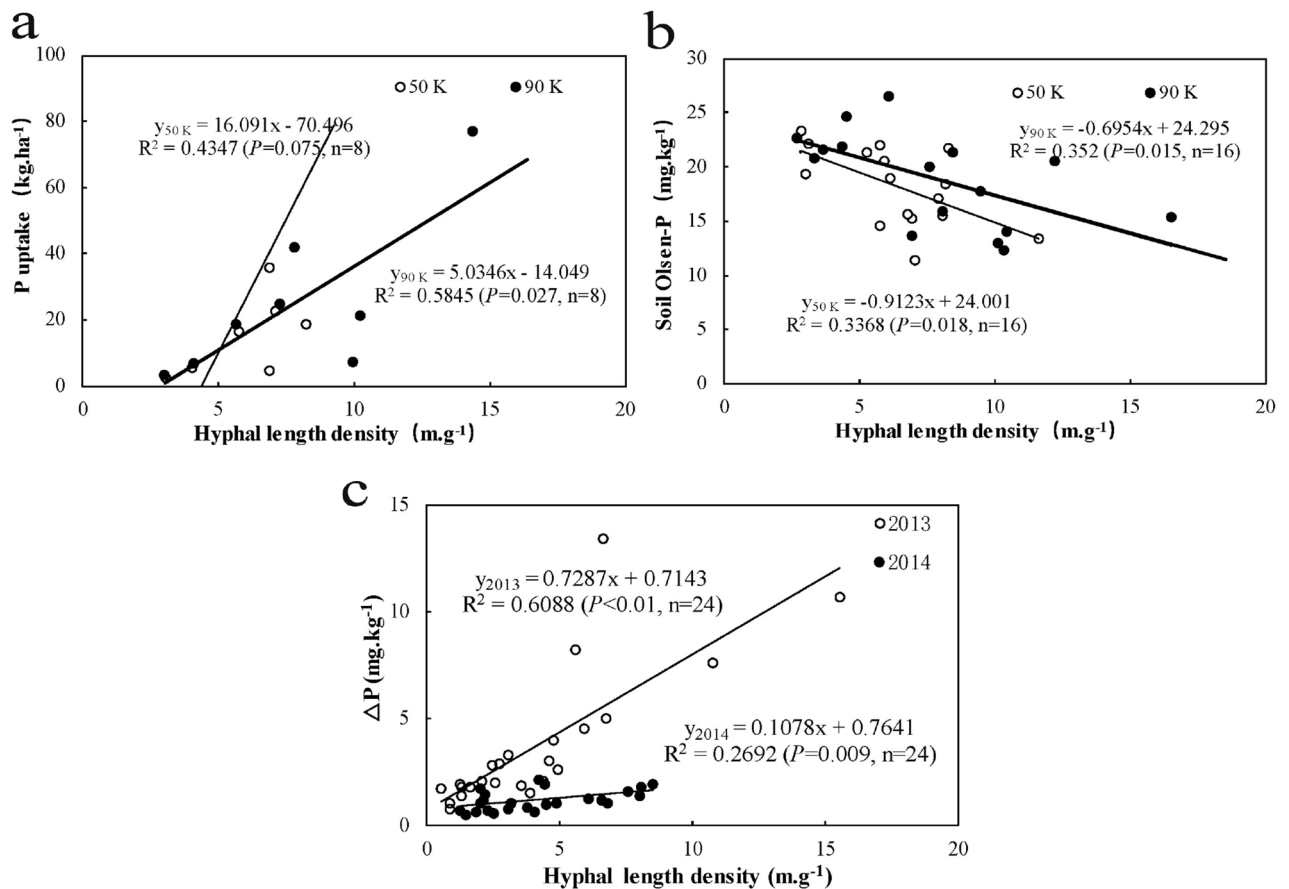 a
100
80
60
40
20
0
P uptake (kg.ha-1)
50 K
90 K
y50 K = 16.091x - 70.496
R2 = 0.4347 (P=0.075, n=8)
y90 K = 5.0346x - 14.049
R2 = 0.5845 (P=0.027, n=8)
0 5 10 15 20
Hyphal length density (m.g-1)
b
30
25
20
15
10
5
0
Soil Olsen-P (mg.kg-1)
50 K
90 K
y90 K = -0.6954x + 24.295
R2 = 0.352 (P=0.015, n=16)
y50 K = -0.9123x + 24.001
R2 = 0.3368 (P=0.018, n=16)
0 5 10 15 20
Hyphal length density (m.g-1)
c
15
10
5
0
△P (mg.kg-1)
2013
2014
y2013 = 0.7287x + 0.7143
R2 = 0.6088 (P<0.01, n=24)
y2014 = 0.1078x + 0.7641
R2 = 0.2692 (P=0.009, n=24)
0 5 10 15 20
Hyphal length density (m.g-1)